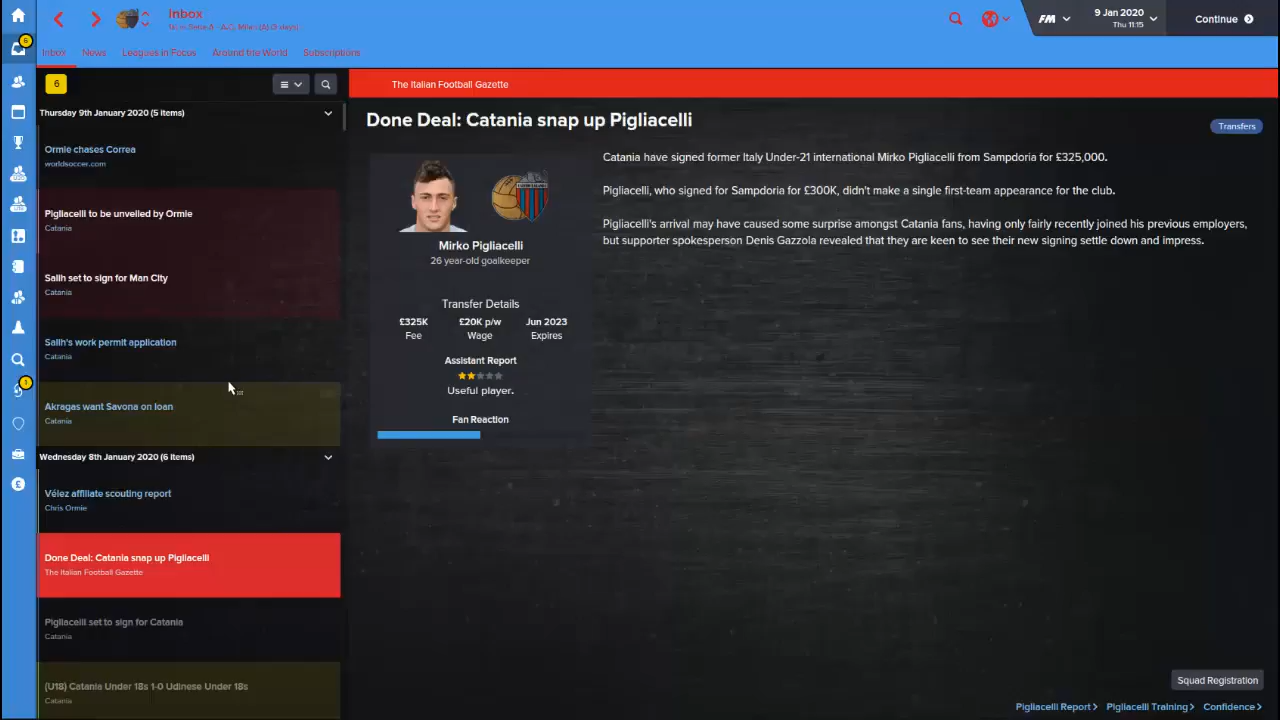 Inbox
FM
9 Jan 2020
Thu 11:15
Continue
6
Inbox
News
Leagues in Focus
Around the World
Subscriptions
6
The Italian Football Gazette
Thursday 9th January 2020 (5 items)
Ormie chases Correa
worldsoccer.com
Pigliacelli to be unveiled by Ormie
Catania
Salih set to sign for Man City
Catania
Salih's work permit application
Catania
1
Akragas want Savona on loan
Catania
Wednesday 8th January 2020 (6 items)
Vélez affiliate scouting report
Chris Ormie
Done Deal: Catania snap up Pigliacelli
The Italian Football Gazette
Pigliacelli set to sign for Catania
Catania
(U18) Catania Under 18s 1-0 Udinese Under 18s
Catania
Done Deal: Catania snap up Pigliacelli
Transfers
Mirko Pigliacelli
26 year-old goalkeeper
Transfer Details
£325K £20K p/w Jun 2023
Fee Wage Expires
Assistant Report
Useful player.
Fan Reaction
Catania have signed former Italy Under-21 international Mirko Pigliacelli from Sampdoria for £325,000.
Pigliacelli, who signed for Sampdoria for £300K, didn't make a single first-team appearance for the club.
Pigliacelli's arrival may have caused some surprise amongst Catania fans, having only fairly recently joined his previous employers,
but supporter spokesperson Denis Gazzola revealed that they are keen to see their new signing settle down and impress.
Squad Registration
Pigliacelli Report> Pigliacelli Training> Confidence>